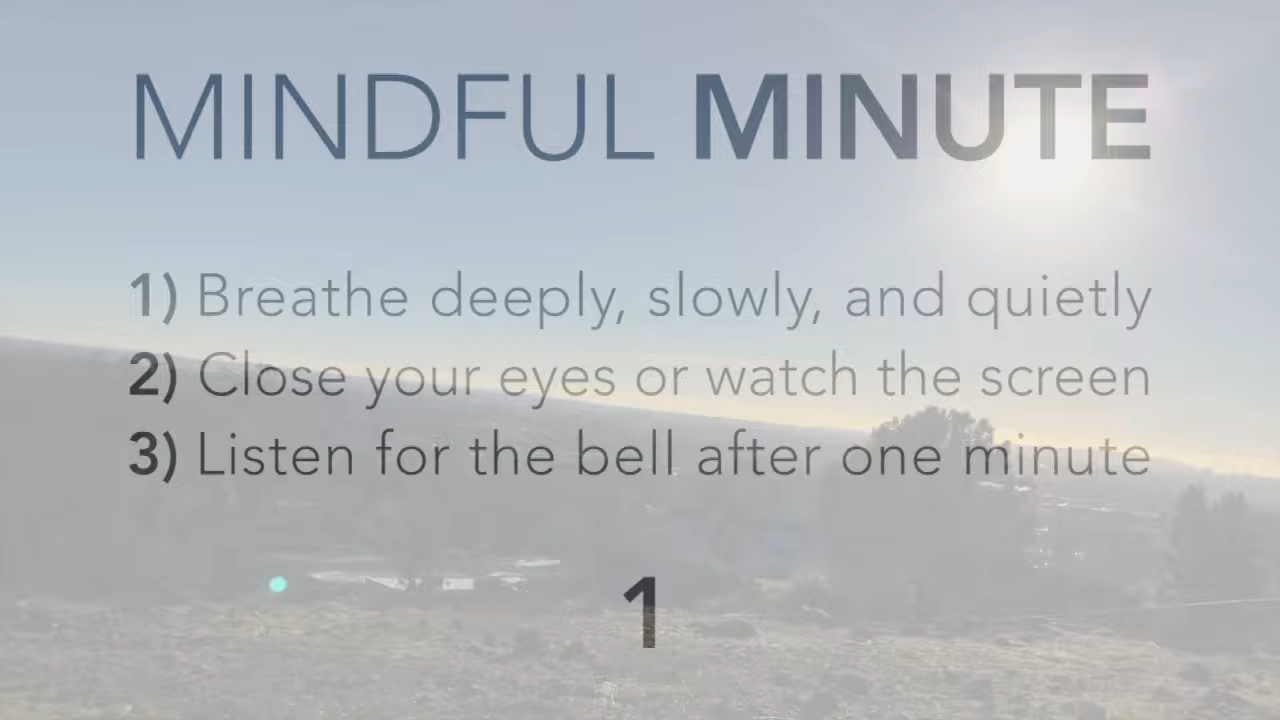 MINDFUL MINUTE
1) Breathe deeply, slowly, and quietly
2) Close your eyes or watch the screen
3) Listen for the bell after one minute
1